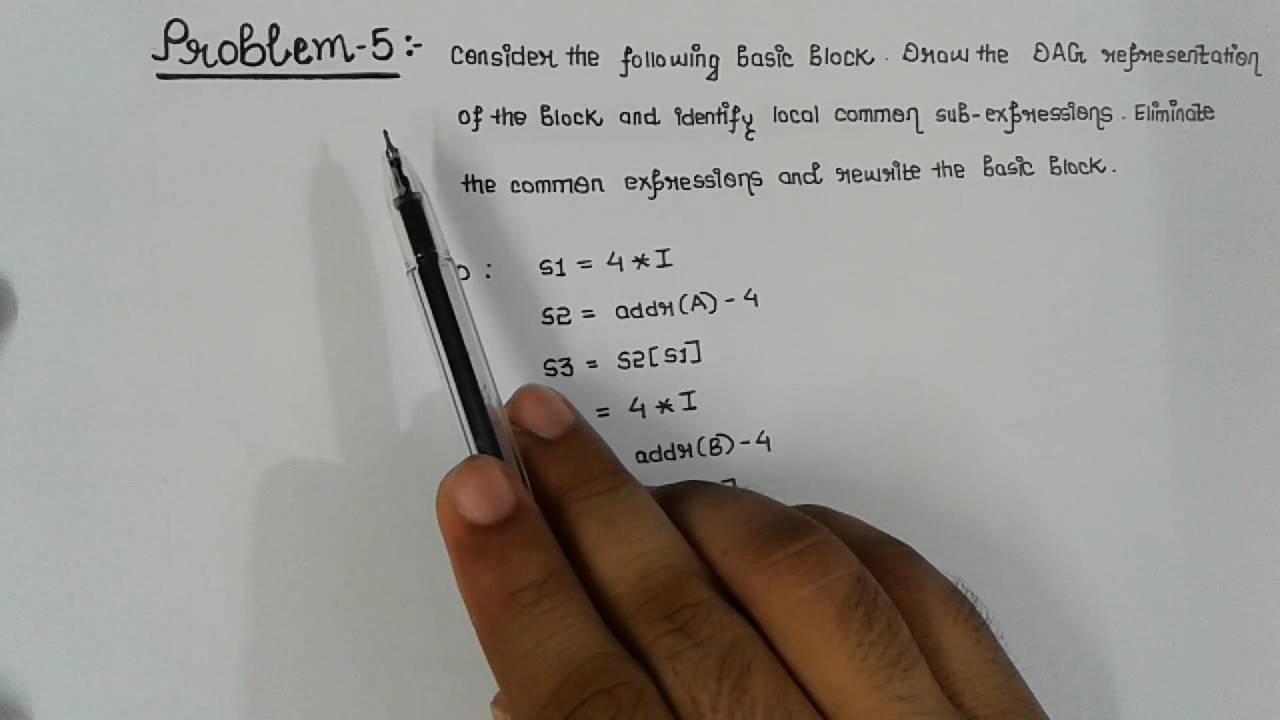 Problem-5:-
Consider the following Basic Block. Draw the DAG representation
of the Block and identify local common sub-expressions. Eliminate
the common expressions and rewrite the Basic Block.
:
S1 = 4 * I
S2 = addr(A) - 4
S3 = S2[S1]
= 4 * I
addr(B) - 4